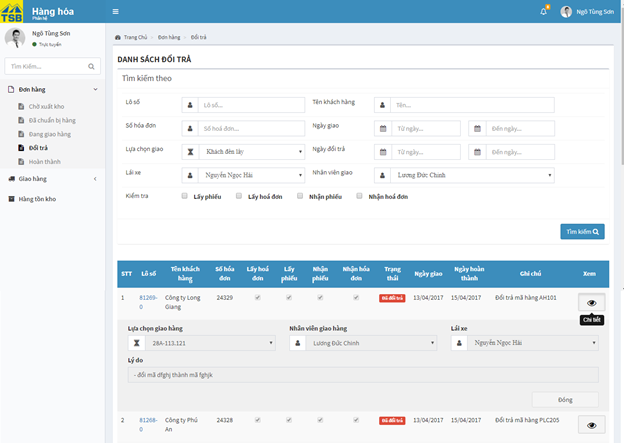 TSB
Hàng hóa
Phân hệ
Ngô Tùng Sơn
Ngô Tùng Sơn
Trực tuyến
Tìm Kiếm...
Đơn hàng
Chờ xuất kho
Đã chuẩn bị hàng
Đang giao hàng
Đổi trả
Hoàn thành
Giao hàng
Hàng tồn kho
Trang Chủ › Đơn hàng › Đổi trả
DANH SÁCH ĐỔI TRẢ
Tìm kiếm theo
Lô số Lô số... Tên khách hàng Tên...
Số hóa đơn Số hoá đơn... Ngày giao Từ ngày... Đến ngày...
Lựa chọn giao Khách đến lấy Ngày đổi trả Từ ngày... Đến ngày...
Lái xe Nguyễn Ngọc Hải Nhân viên giao Lương Đức Chinh
Kiểm tra Lấy phiếu Lấy hoá đơn Nhận phiếu Nhận hoá đơn
Tìm kiếm
STT Lô số Tên khách hàng Số hóa đơn Lấy hoá đơn Lấy phiếu Nhận phiếu Nhận hóa đơn Trạng thái Ngày giao Ngày hoàn thành Ghi chú Xem
1 81269-0 Công ty Long Giang 24329 Đã đổi trả 13/04/2017 15/04/2017 Đổi trả mã hàng AH101
Chi tiết
Lựa chọn giao hàng Nhân viên giao hàng Lái xe
28A-113.121 Lương Đức Chinh Nguyễn Ngọc Hải
Lý do
- đổi mã dfghj thành mã fghjk
Đóng
2 81268-0 Công ty Phú An 24328 Đã đổi trả 13/04/2017 15/04/2017 Đổi trả mã hàng PLC205